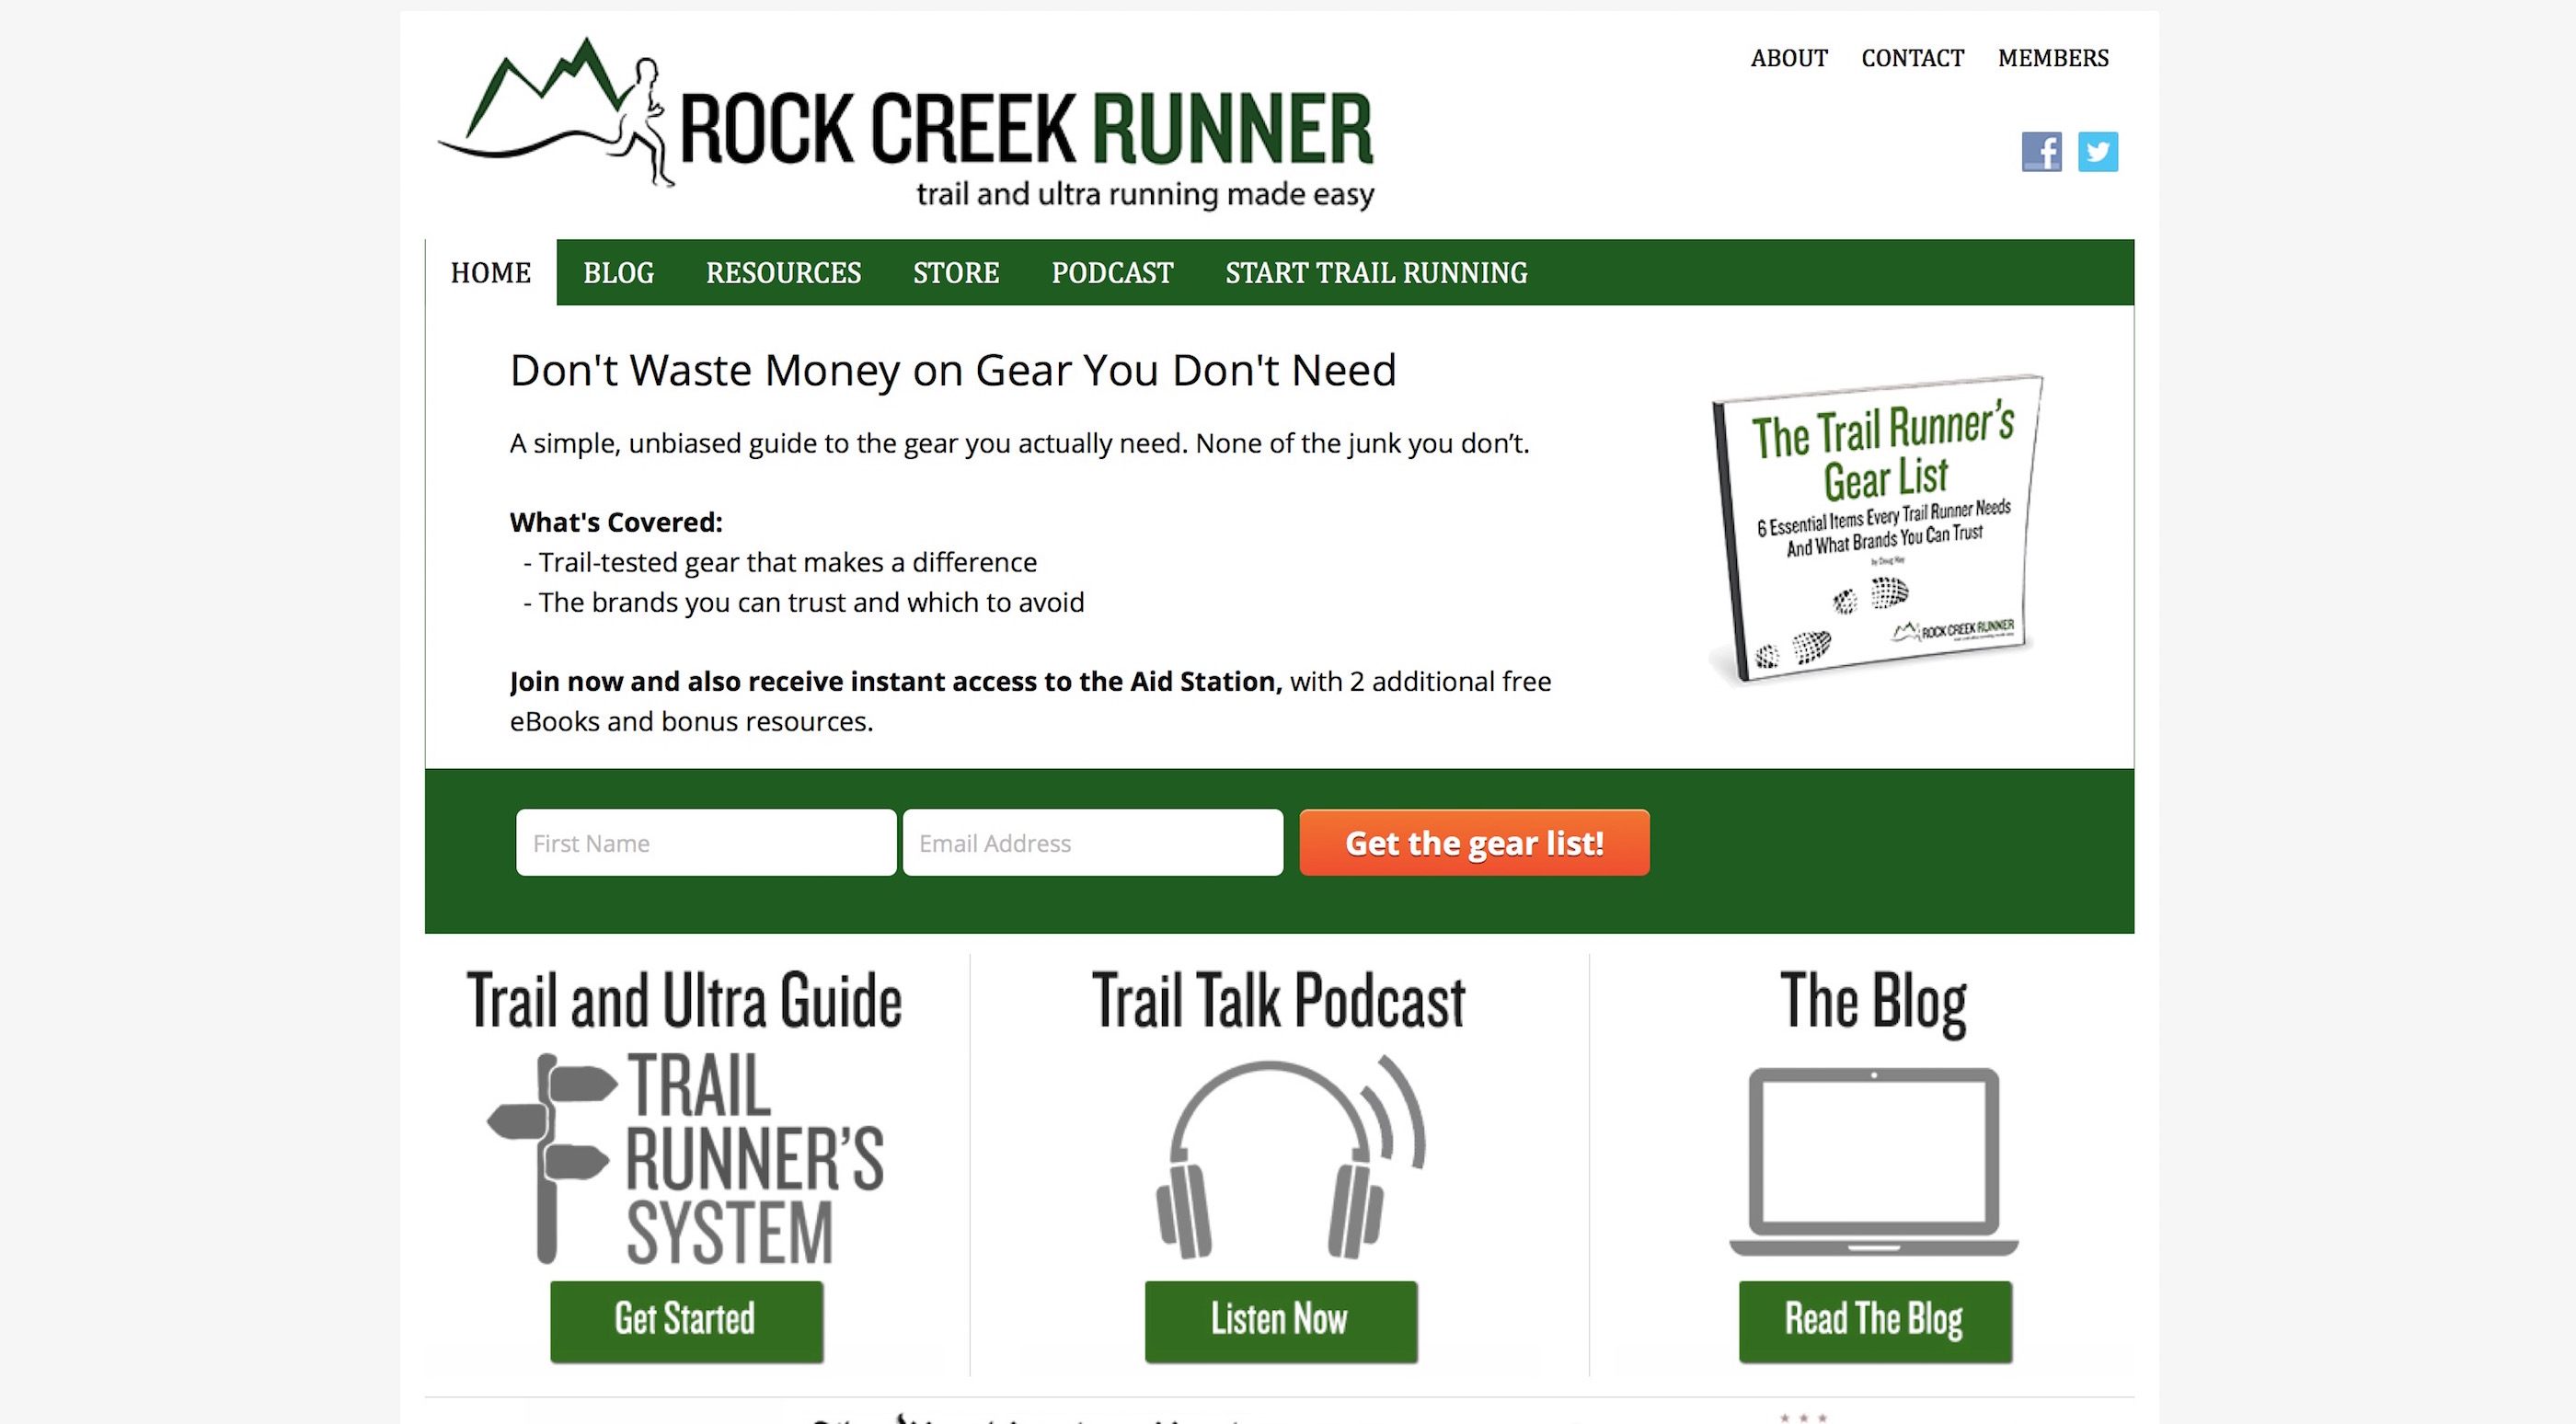 ABOUT CONTACT MEMBERS
ROCK CREEK RUNNER
trail and ultra running made easy
HOME BLOG RESOURCES STORE PODCAST START TRAIL RUNNING
Don't Waste Money on Gear You Don't Need
A simple, unbiased guide to the gear you actually need. None of the junk you don’t.
What's Covered:
- Trail-tested gear that makes a difference
- The brands you can trust and which to avoid
Join now and also receive instant access to the Aid Station, with 2 additional free
eBooks and bonus resources.
The Trail Runner's
Gear List
6 Essential Items Every Trail Runner Needs
And What Brands You Can Trust
by Doug Hay
ROCK CREEK RUNNER
First Name
Email Address
Get the gear list!
Trail and Ultra Guide
TRAIL
RUNNER'S
SYSTEM
Get Started
Trail Talk Podcast
Listen Now
The Blog
Read The Blog